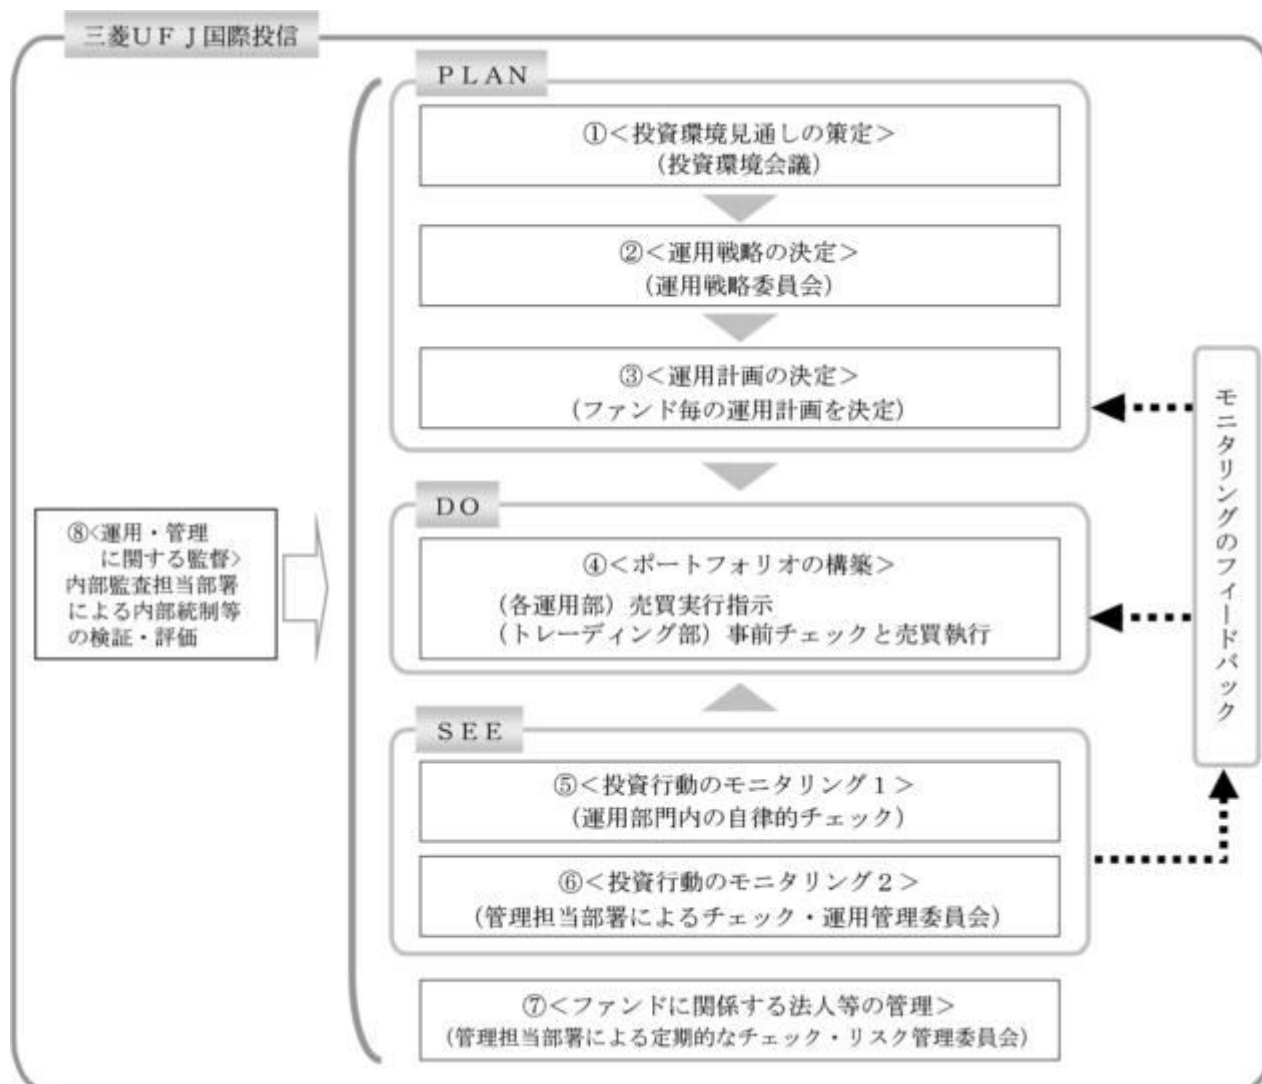 三菱ＵＦＪ国際投信
ＰＬＡＮ
①＜投資環境見通しの策定＞
（投資環境会議）
②＜運用戦略の決定＞
（運用戦略委員会）
③＜運用計画の決定＞
（ファンド毎の運用計画を決定）
ＤＯ
④＜ポートフォリオの構築＞
（各運用部）売買実行指示
（トレーディング部）事前チェックと売買執行
ＳＥＥ
⑤＜投資行動のモニタリング１＞
（運用部門内の自律的チェック）
⑥＜投資行動のモニタリング２＞
（管理担当部署によるチェック・運用管理委員会）
⑦＜ファンドに関係する法人等の管理＞
（管理担当部署による定期的なチェック・リスク管理委員会）
⑧<運用・管理
に関する監督>
内部監査担当部署
による内部統制等
の検証・評価
モニタリングのフィードバック